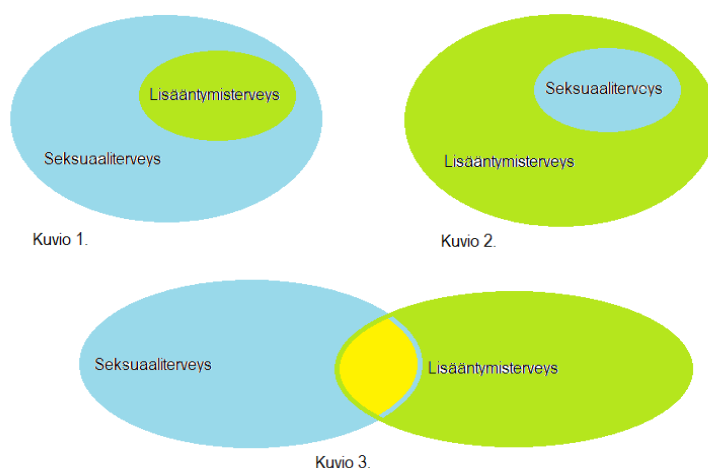 Lisääntymisterveys
Seksuaaliterveys
Kuvio 1.
Seksuaaliterveys
Lisääntymisterveys
Kuvio 2.
Seksuaaliterveys
Lisääntymisterveys
Kuvio 3.